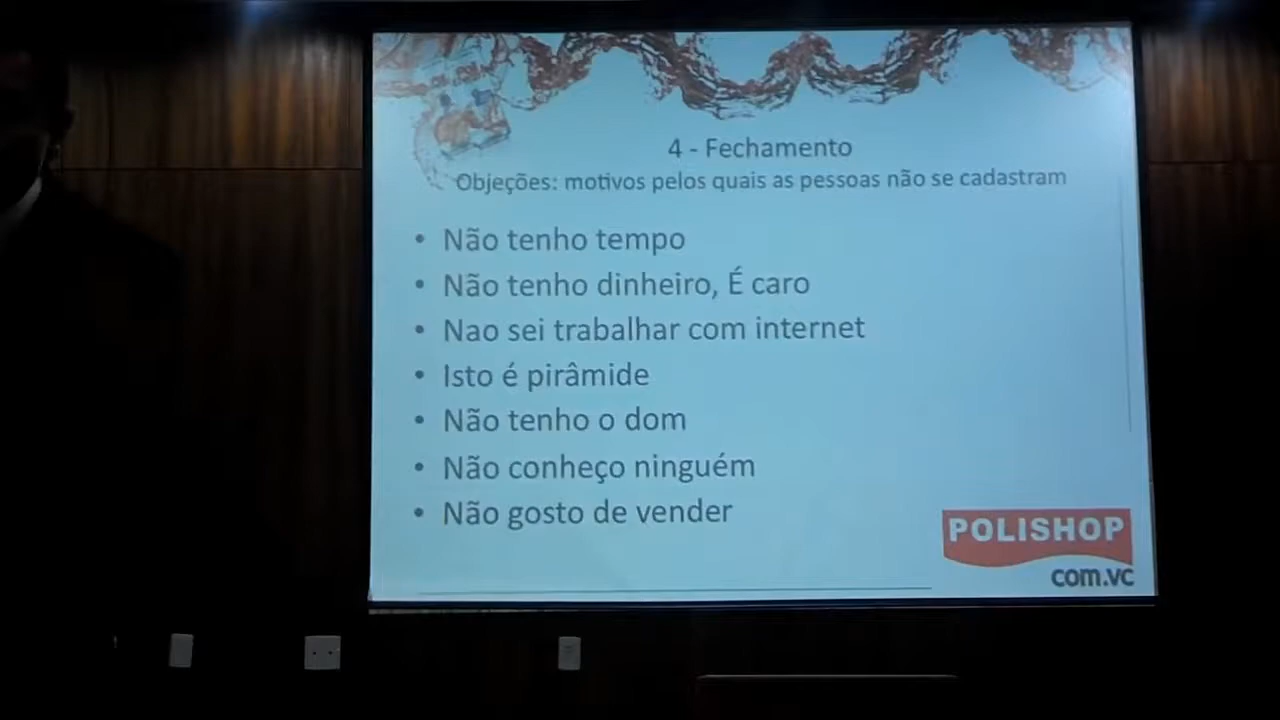 4 - Fechamento
Objeções: motivos pelos quais as pessoas não se cadastram
• Não tenho tempo
• Não tenho dinheiro, É caro
• Nao sei trabalhar com internet
• Isto é pirâmide
• Não tenho o dom
• Não conheço ninguém
• Não gosto de vender
POLISHOP
com.vc